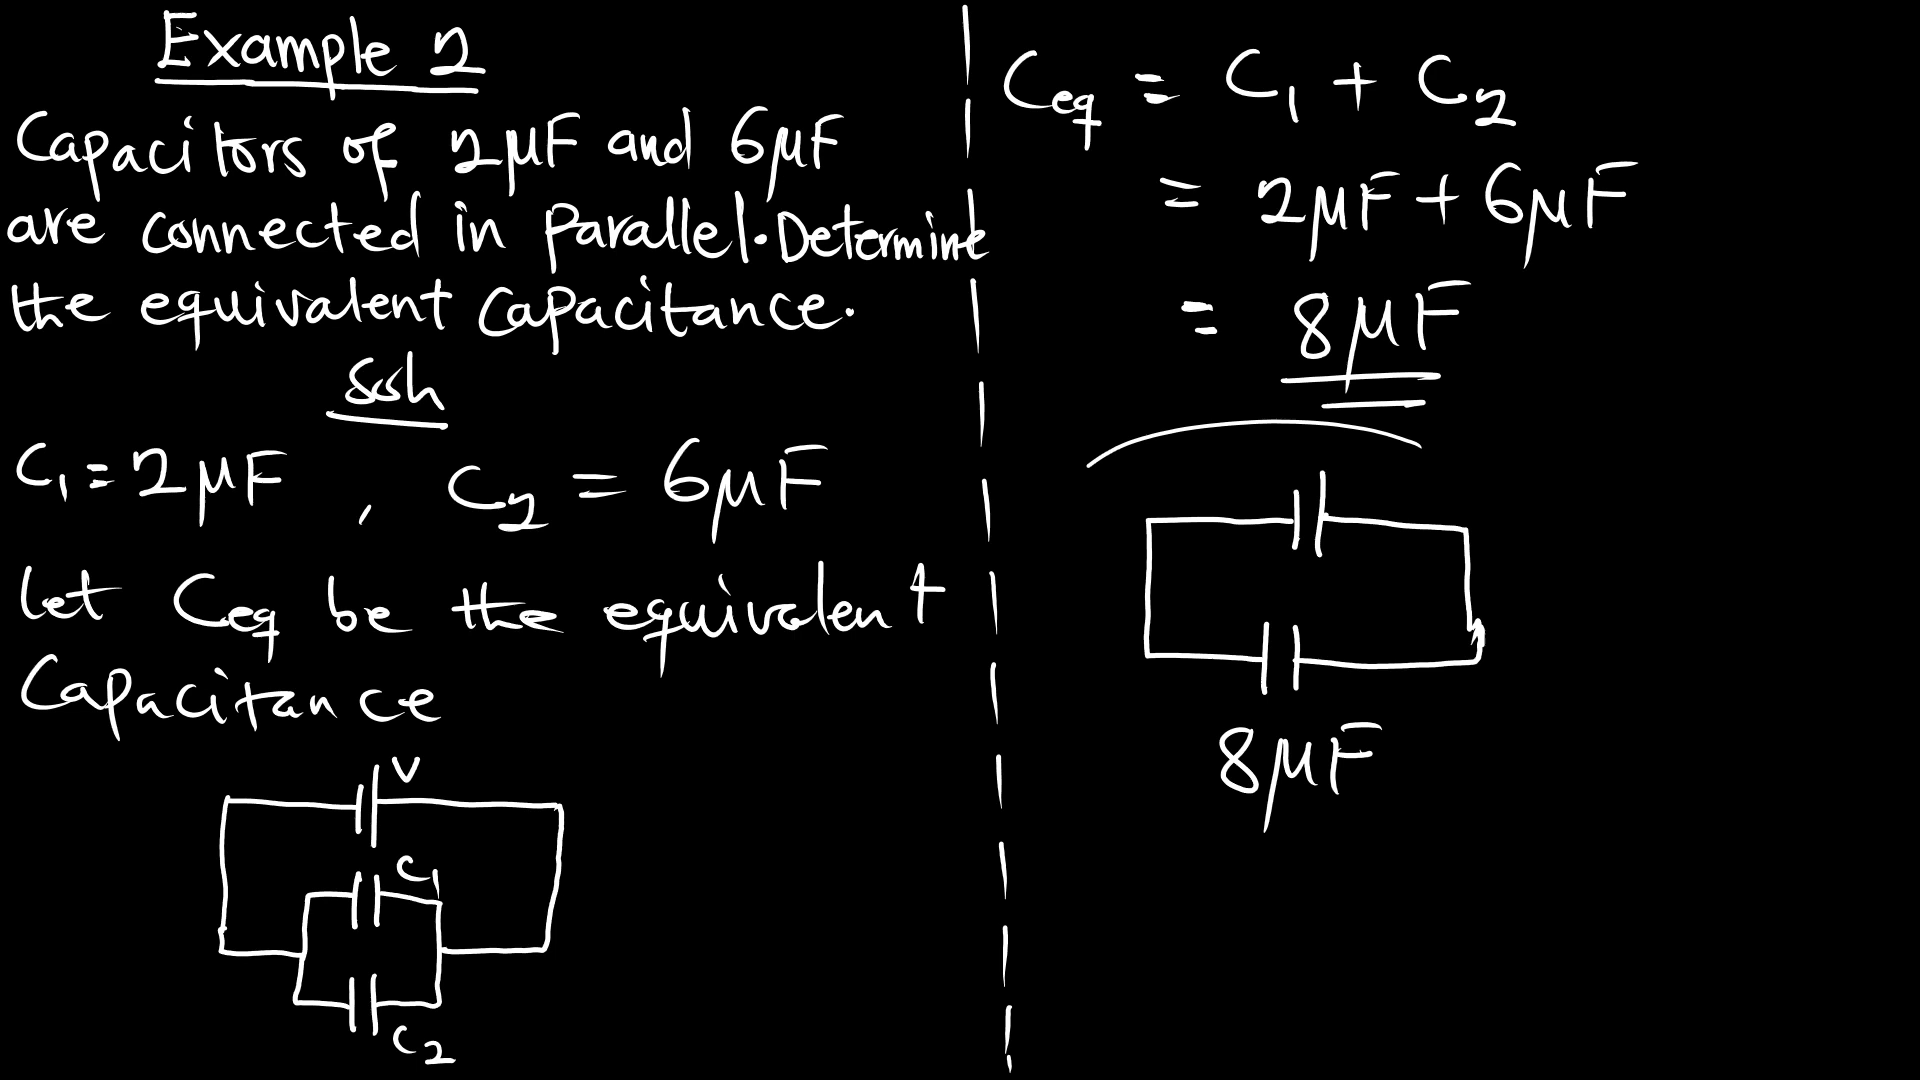 Example 2
Capacitors of 2μF and 6μF
are connected in parallel. Determine
the equivalent capacitance.
Soln
C₁ = 2μF , C₂ = 6μF
Let Ceq be the equivalent
Capacitance
V
C₁
C₂
Ceq = C₁ + C₂
= 2μF + 6μF
= 8μF
8μF